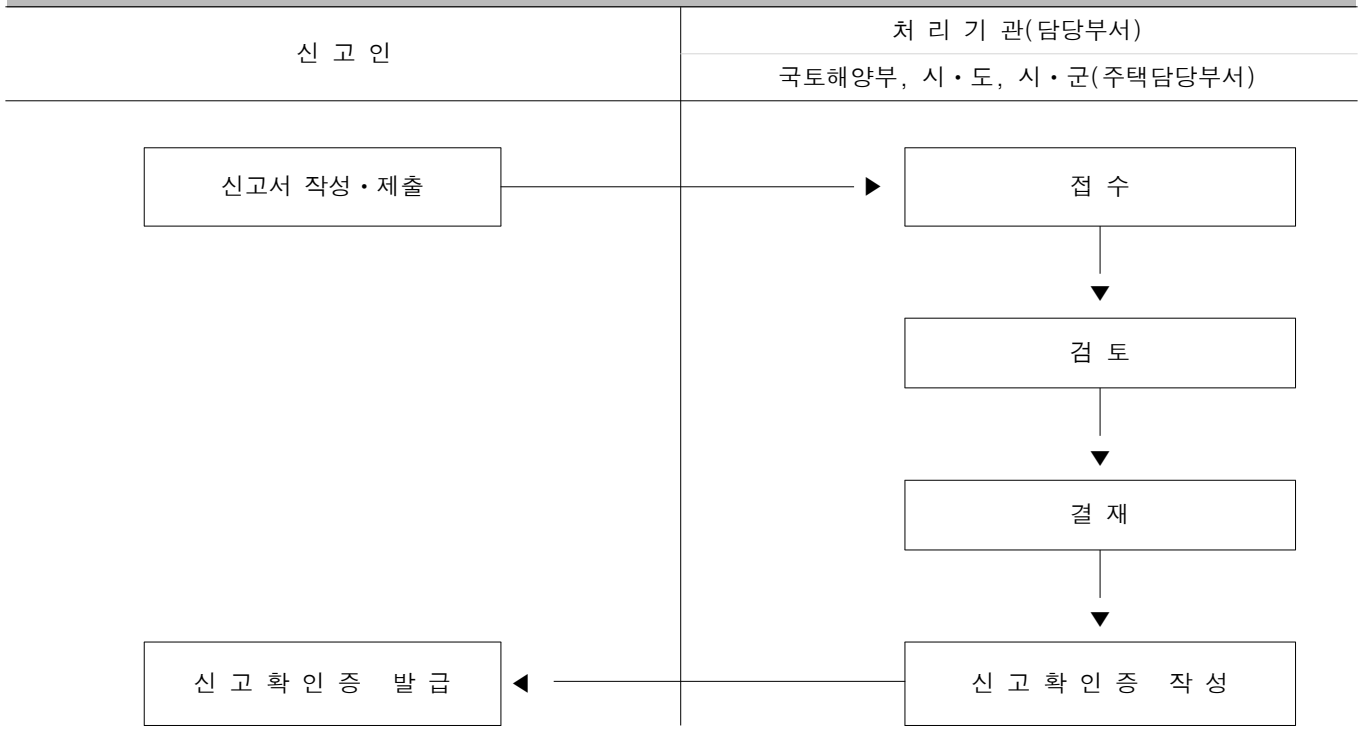 신 고 인
처 리 기 관(담당부서)
국토해양부, 시・도, 시・군(주택담당부서)
신고서 작성・제출
접 수
검 토
결 재
신 고 확 인 증 발 급
신 고 확 인 증 작 성